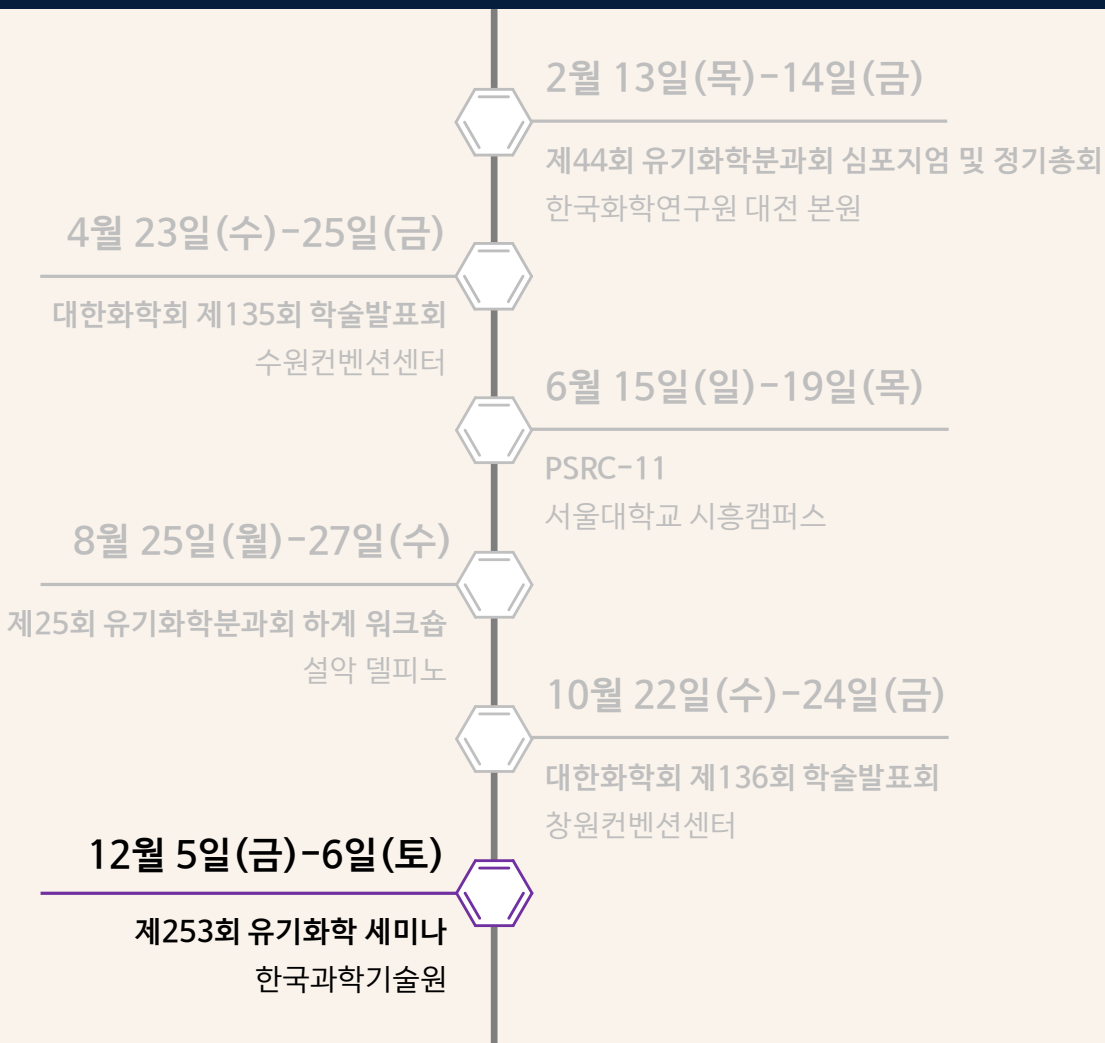 2월 13일(목)-14일(금)
제44회 유기화학분과회 심포지엄 및 정기총회
한국화학연구원 대전 본원
4월 23일(수)-25일(금)
대한화학회 제135회 학술발표회
수원컨벤션센터
6월 15일(일)-19일(목)
PSRC-11
서울대학교 시흥캠퍼스
8월 25일(월)-27일(수)
제25회 유기화학분과회 하계 워크숍
설악 델피노
10월 22일(수)-24일(금)
대한화학회 제136회 학술발표회
창원컨벤션센터
12월 5일(금)-6일(토)
제253회 유기화학 세미나
한국과학기술원